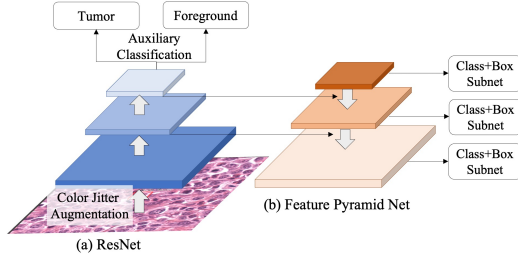 Tumor
Foreground
Auxiliary
Classification
Class+Box
Subnet
Class+Box
Subnet
Class+Box
Subnet
Color Jitter
Augmentation
(b) Feature Pyramid Net
(a) ResNet